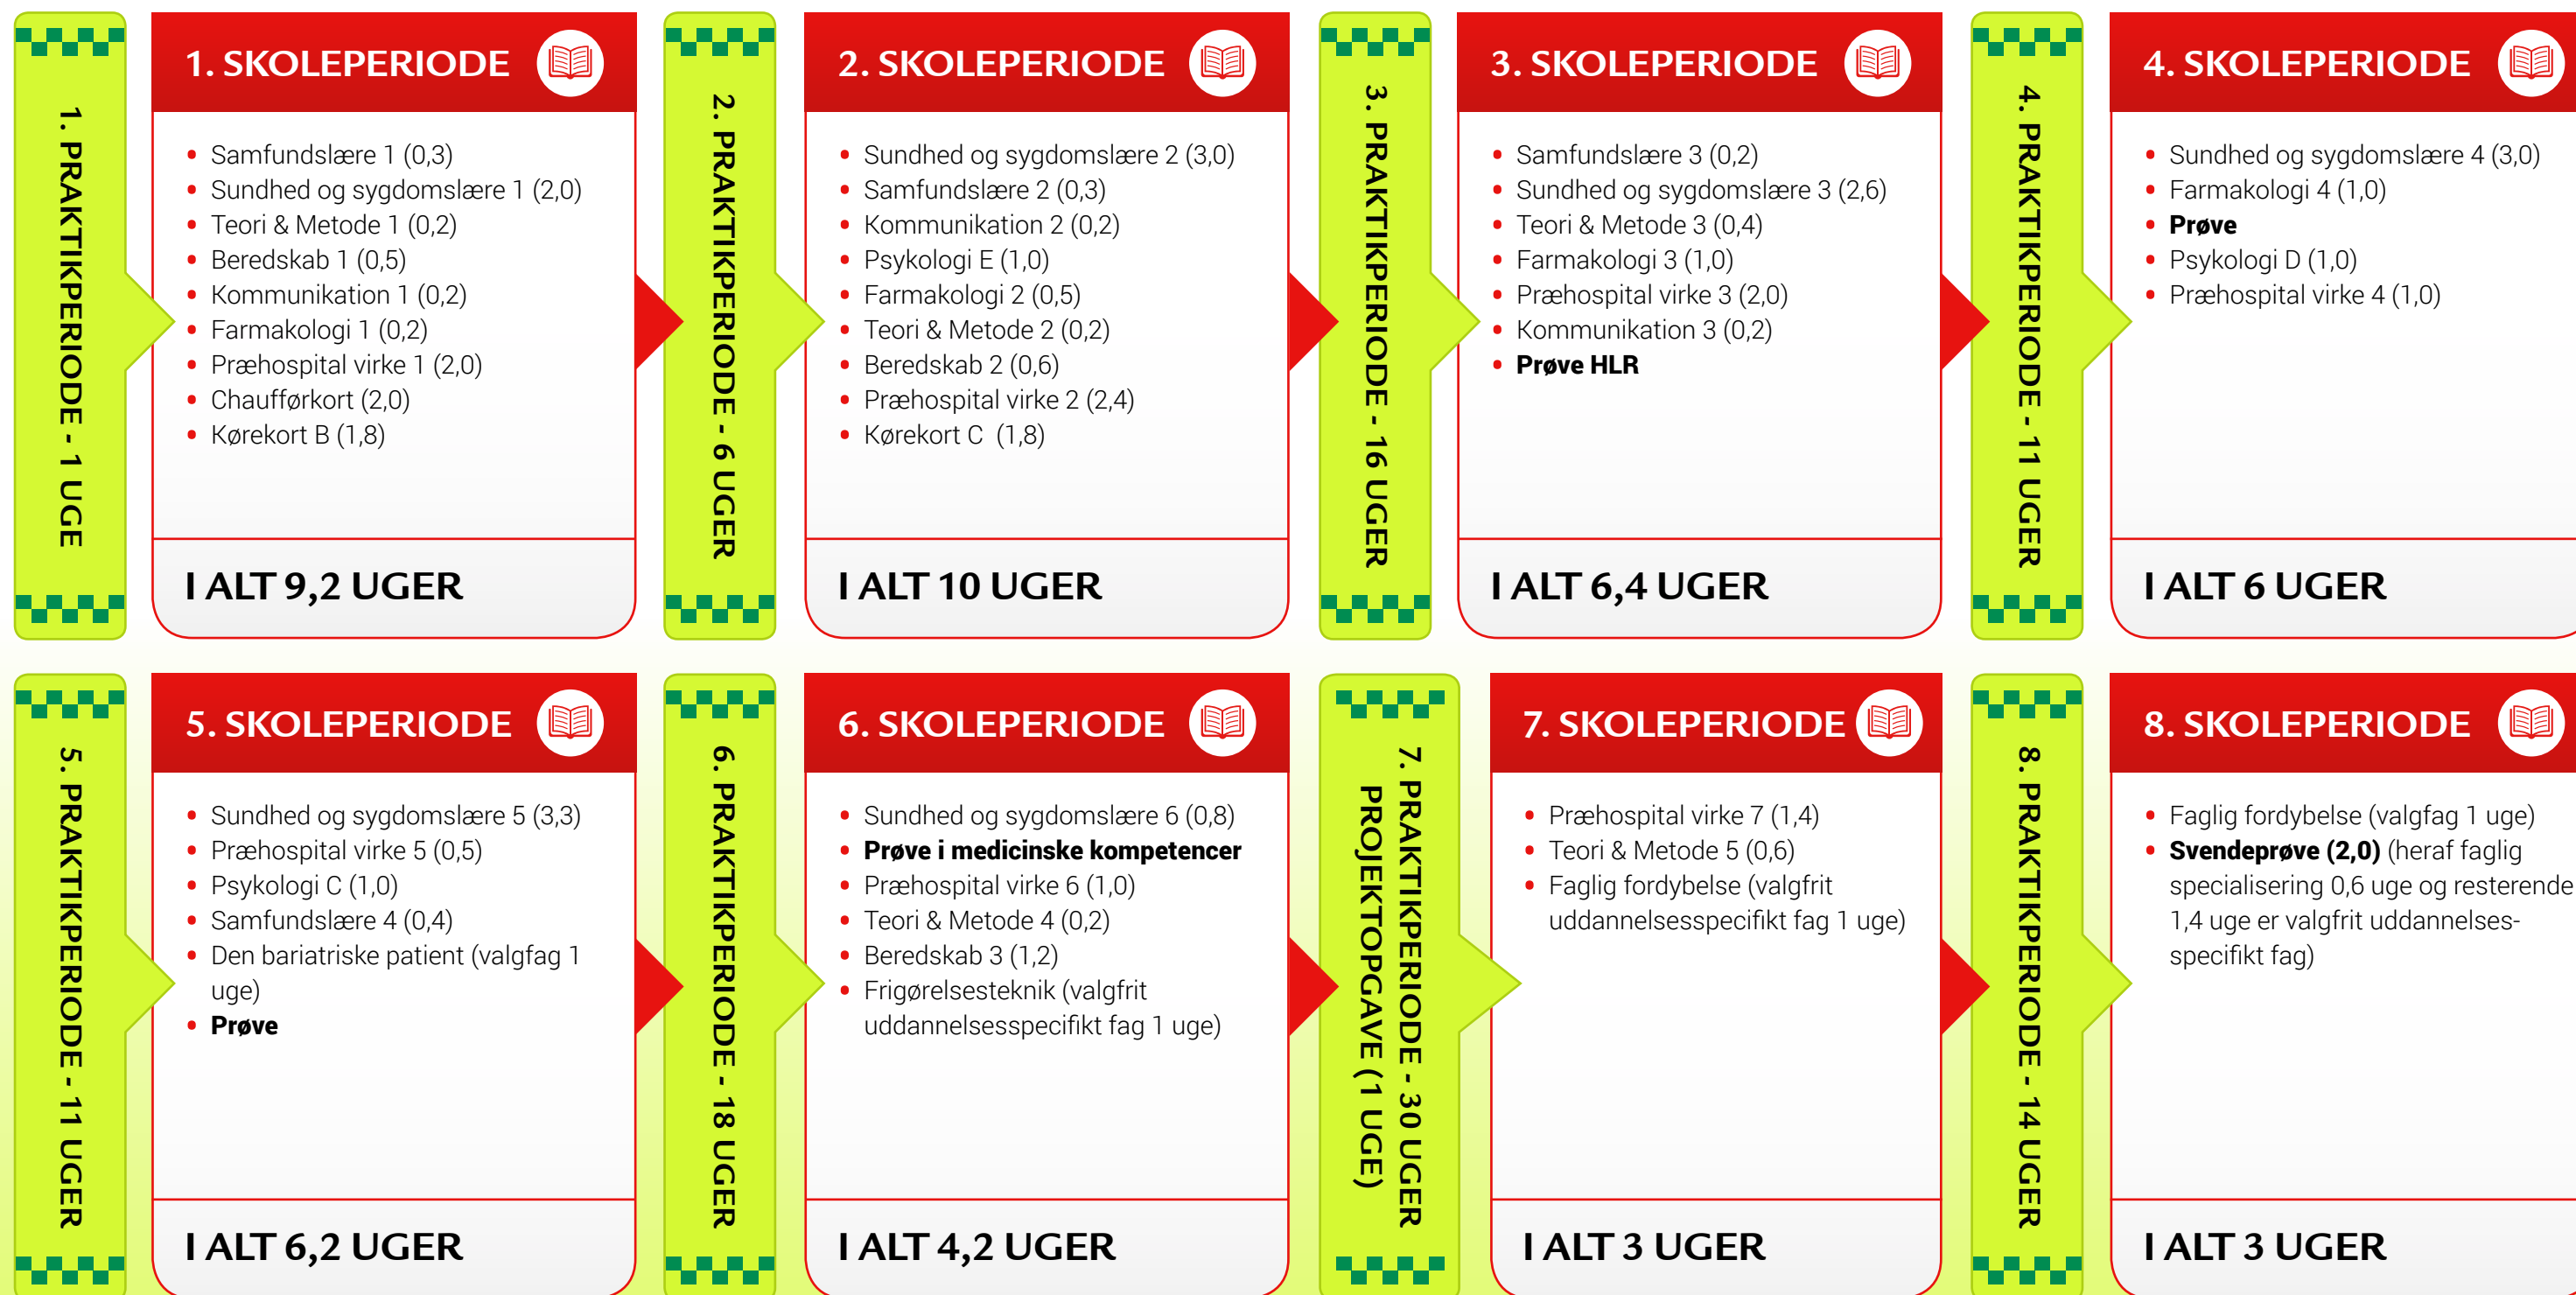 1. PRAKTIKPERIODE - 1 UGE
1. SKOLEPERIODE
• Samfundslære 1 (0,3)
• Sundhed og sygdomslære 1 (2,0)
• Teori & Metode 1 (0,2)
• Beredskab 1 (0,5)
• Kommunikation 1 (0,2)
• Farmakologi 1 (0,2)
• Præhospital virke 1 (2,0)
• Chaufførkort (2,0)
• Kørekort B (1,8)
I ALT 9,2 UGER
2. PRAKTIKPERIODE - 6 UGER
2. SKOLEPERIODE
• Sundhed og sygdomslære 2 (3,0)
• Samfundslære 2 (0,3)
• Kommunikation 2 (0,2)
• Psykologi E (1,0)
• Farmakologi 2 (0,5)
• Teori & Metode 2 (0,2)
• Beredskab 2 (0,6)
• Præhospital virke 2 (2,4)
• Kørekort C (1,8)
I ALT 10 UGER
3. PRAKTIKPERIODE - 16 UGER
3. SKOLEPERIODE
• Samfundslære 3 (0,2)
• Sundhed og sygdomslære 3 (2,6)
• Teori & Metode 3 (0,4)
• Farmakologi 3 (1,0)
• Præhospital virke 3 (2,0)
• Kommunikation 3 (0,2)
• Prøve HLR
I ALT 6,4 UGER
4. PRAKTIKPERIODE - 11 UGER
4. SKOLEPERIODE
• Sundhed og sygdomslære 4 (3,0)
• Farmakologi 4 (1,0)
• Prøve
• Psykologi D (1,0)
• Præhospital virke 4 (1,0)
I ALT 6 UGER
5. PRAKTIKPERIODE - 11 UGER
5. SKOLEPERIODE
• Sundhed og sygdomslære 5 (3,3)
• Præhospital virke 5 (0,5)
• Psykologi C (1,0)
• Samfundslære 4 (0,4)
• Den bariatriske patient (valgfag 1
uge)
• Prøve
I ALT 6,2 UGER
6. PRAKTIKPERIODE - 18 UGER
6. SKOLEPERIODE
• Sundhed og sygdomslære 6 (0,8)
• Prøve i medicinske kompetencer
• Præhospital virke 6 (1,0)
• Teori & Metode 4 (0,2)
• Beredskab 3 (1,2)
• Frigørelsesteknik (valgfrit
uddannelsesspecifikt fag 1 uge)
I ALT 4,2 UGER
7. PRAKTIKPERIODE - 30 UGER
PROJEKTOPGAVE (1 UGE)
7. SKOLEPERIODE
• Præhospital virke 7 (1,4)
• Teori & Metode 5 (0,6)
• Faglig fordybelse (valgfrit
uddannelsesspecifikt fag 1 uge)
I ALT 3 UGER
8. PRAKTIKPERIODE - 14 UGER
8. SKOLEPERIODE
• Faglig fordybelse (valgfag 1 uge)
• Svendeprøve (2,0) (heraf faglig
specialisering 0,6 uge og resterende
1,4 uge er valgfrit uddannelses-
specifikt fag)
I ALT 3 UGER